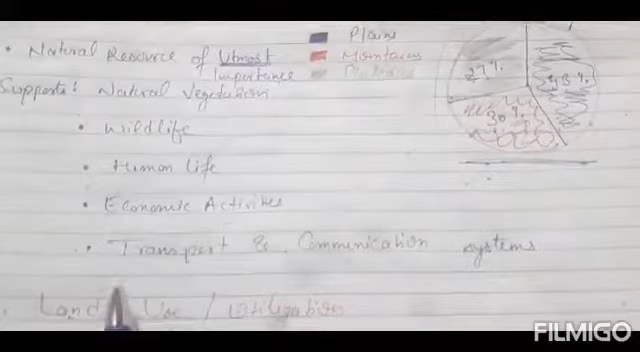 Plains
• Natural Resource of Utmost Mountains
Importance
Supports: Natural Vegetation
• Wildlife
• Human Life
• Economic Activites
• Transport & Communication systems
• Land Use / Utilization
27%
43%
30%
FILMIGO